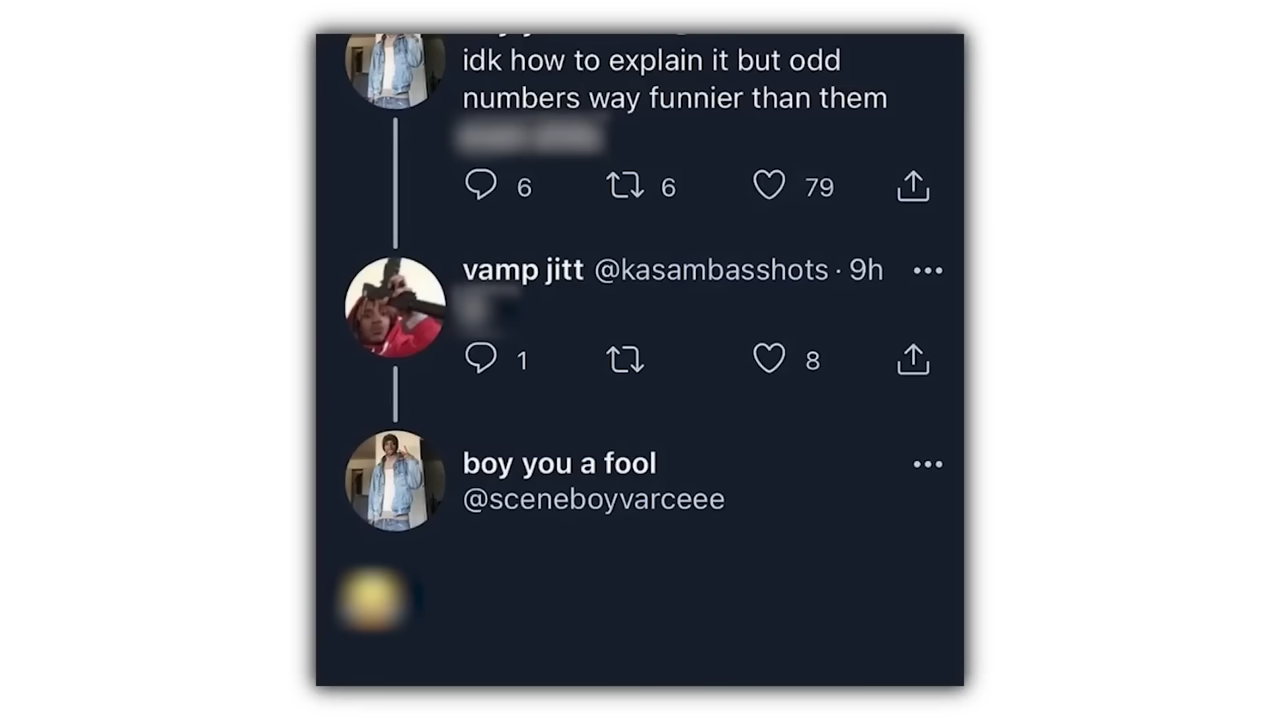 idk how to explain it but odd
numbers way funnier than them
6 6 79
vamp jitt @kasambasshots · 9h
1 8
boy you a fool
@sceneboyvarceee